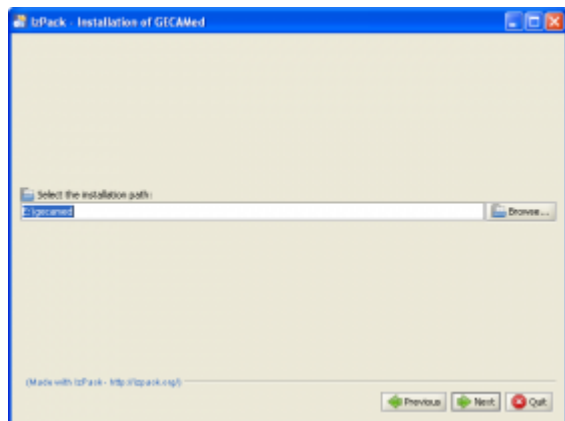 IzPack - Installation of GECAMed
Select the installation path:
Browse...
(Made with IzPack - http://izpack.org/)
Previous
Next
Quit